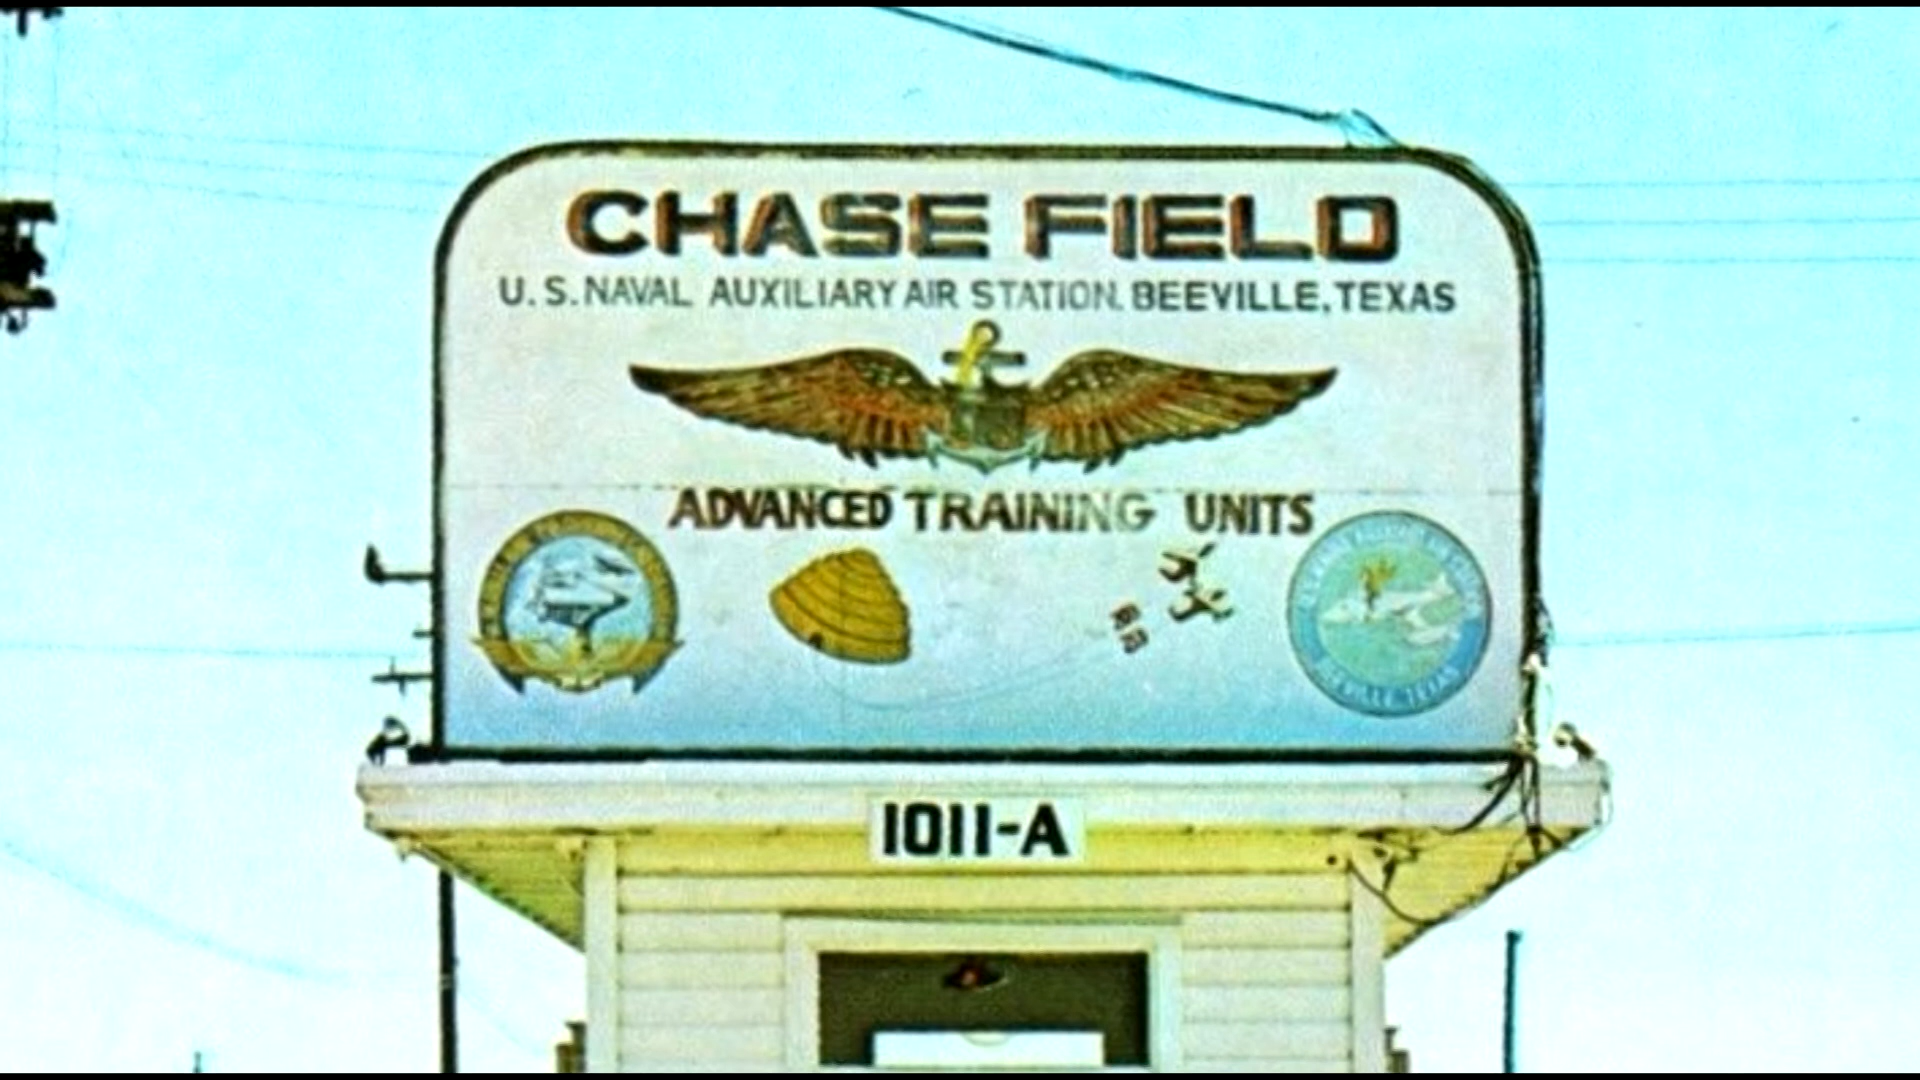 CHASE FIELD
U.S. NAVAL AUXILIARY AIR STATION. BEEVILLE, TEXAS
ADVANCED TRAINING UNITS
1011-A